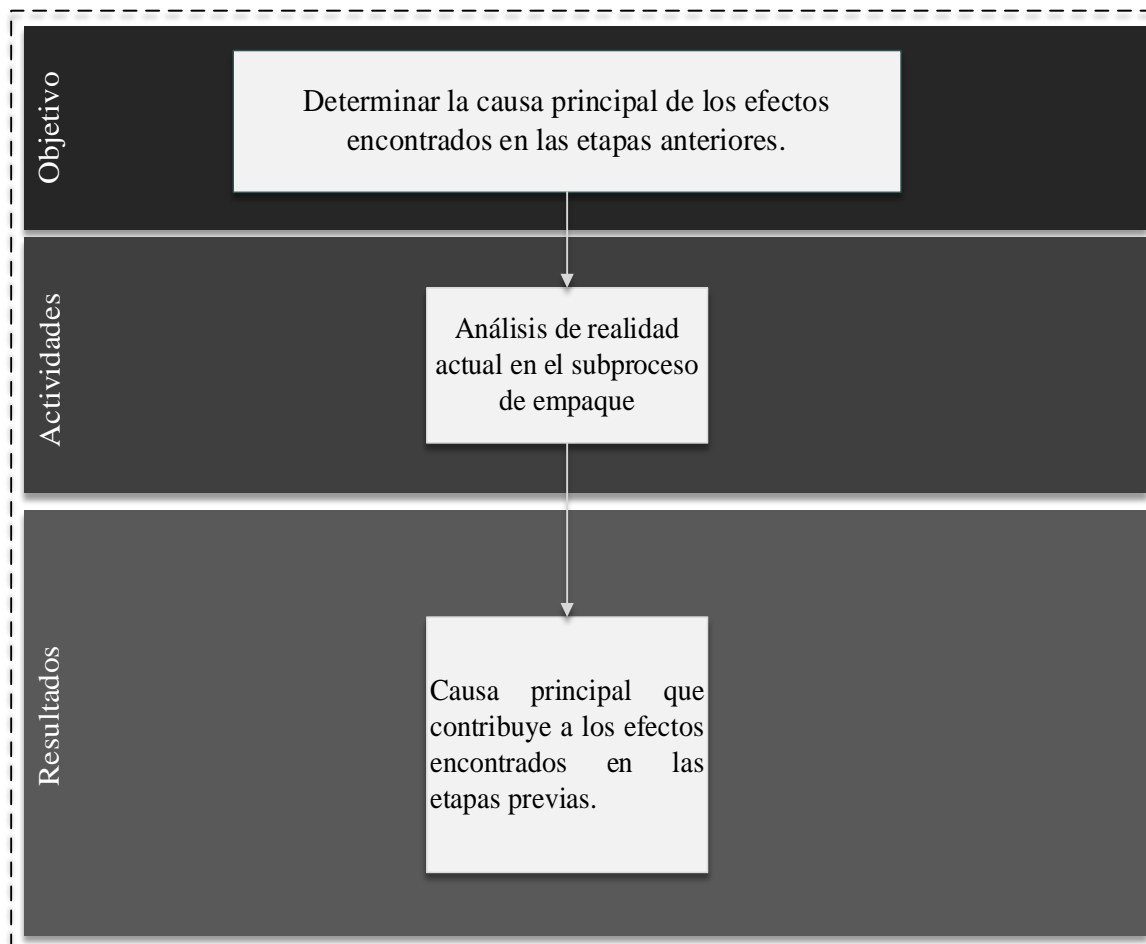 Objetivo
Determinar la causa principal de los efectos
encontrados en las etapas anteriores.
Actividades
Análisis de realidad
actual en el subproceso
de empaque
Resultados
Causa principal que
contribuye a los efectos
encontrados en las
etapas previas.